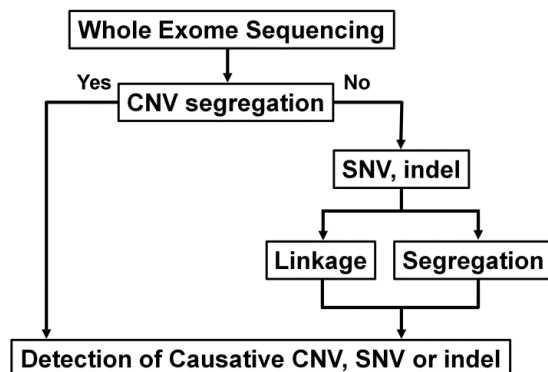 Whole Exome Sequencing
Yes
No
CNV segregation
SNV, indel
Linkage
Segregation
Detection of Causative CNV, SNV or indel